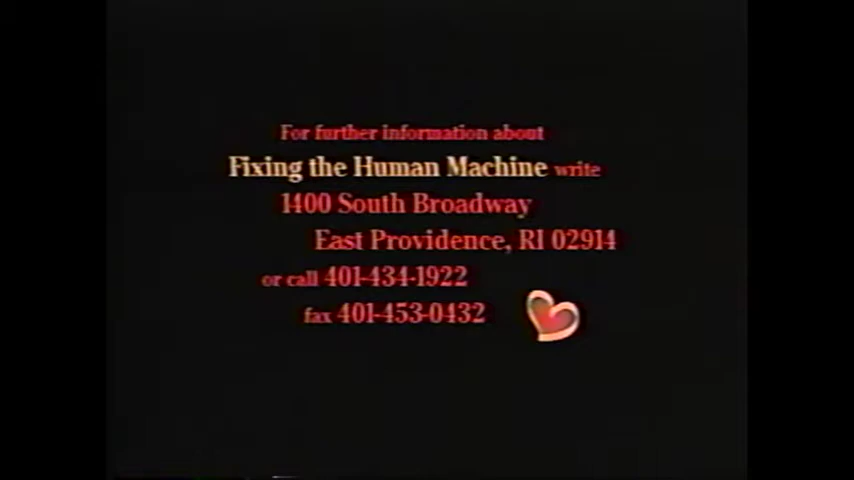 For further information about
Fixing the Human Machine write
1400 South Broadway
East Providence, RI 02914
or call 401-434-1922
fax 401-453-0432